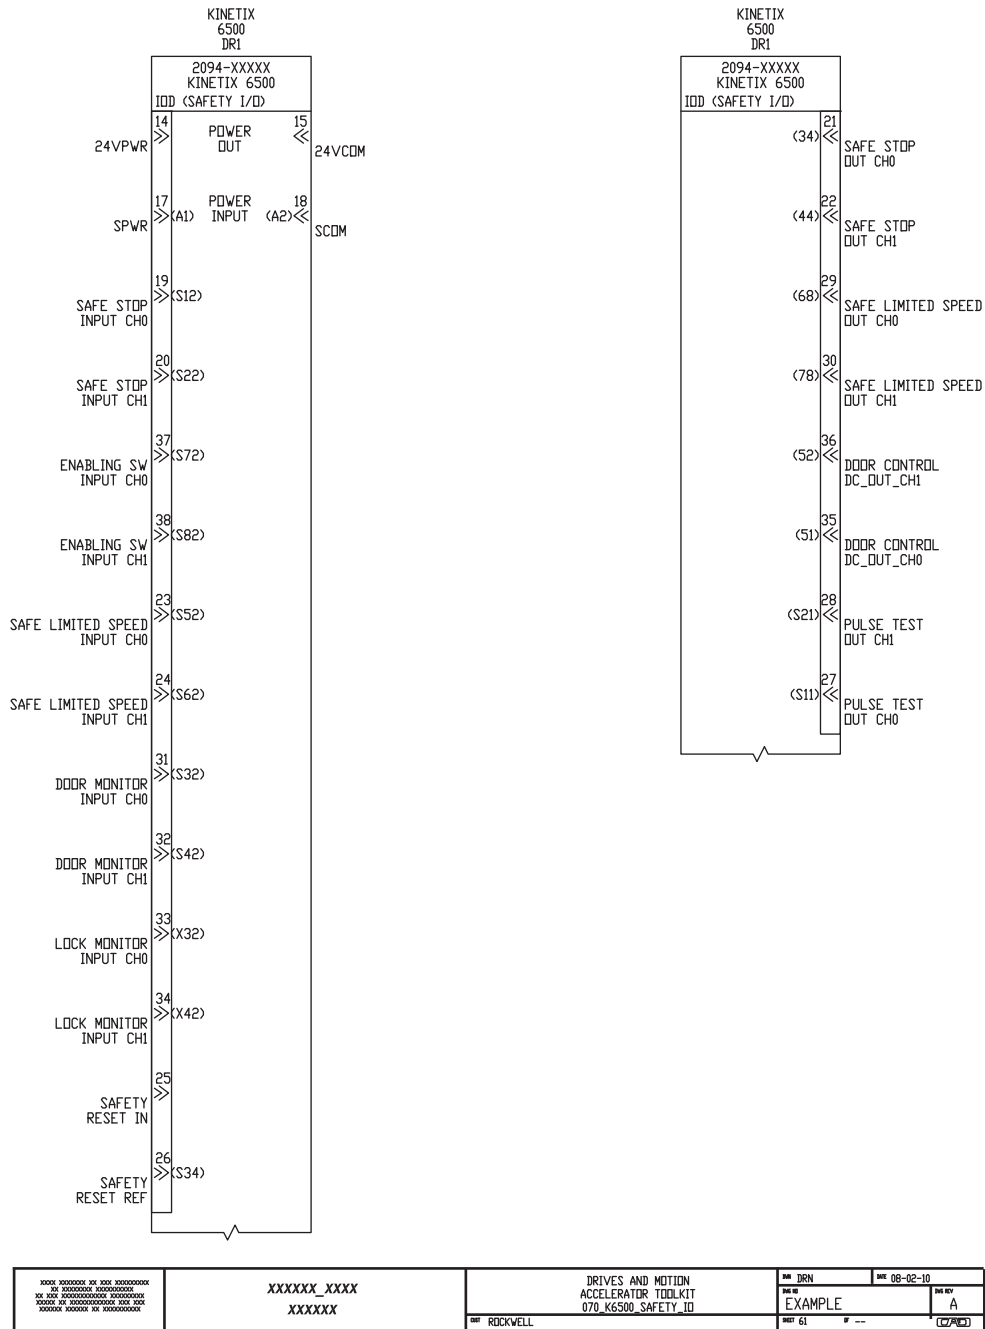 KINETIX
6500
DR1
2094-XXXXX
KINETIX 6500
IOD (SAFETY I/O)
14
POWER
OUT
15
24VPWR
24VCOM
17
(A1)
POWER
INPUT
18
(A2)
SPWR
SCOM
19
(S12)
SAFE STOP
INPUT CH0
20
(S22)
SAFE STOP
INPUT CH1
37
(S72)
ENABLING SW
INPUT CH0
38
(S82)
ENABLING SW
INPUT CH1
23
(S52)
SAFE LIMITED SPEED
INPUT CH0
24
(S62)
SAFE LIMITED SPEED
INPUT CH1
31
(S32)
DOOR MONITOR
INPUT CH0
32
(S42)
DOOR MONITOR
INPUT CH1
33
(X32)
LOCK MONITOR
INPUT CH0
34
(X42)
LOCK MONITOR
INPUT CH1
25
SAFETY
RESET IN
26
(S34)
SAFETY
RESET REF
KINETIX
6500
DR1
2094-XXXXX
KINETIX 6500
IOD (SAFETY I/O)
21
(34)
SAFE STOP
OUT CH0
22
(44)
SAFE STOP
OUT CH1
29
(68)
SAFE LIMITED SPEED
OUT CH0
30
(78)
SAFE LIMITED SPEED
OUT CH1
36
(52)
DOOR CONTROL
DC_OUT_CH1
35
(51)
DOOR CONTROL
DC_OUT_CH0
28
(S21)
PULSE TEST
OUT CH1
27
(S11)
PULSE TEST
OUT CH0
XXXXXX_XXXX
XXXXXX
DRIVES AND MOTION
ACCELERATOR TOOLKIT
070_K6500_SAFETY_IO
CUST ROCKWELL
DRN
DATE 08-02-10
EXAMPLE
DWG REV
A
SHEET 61 OF --